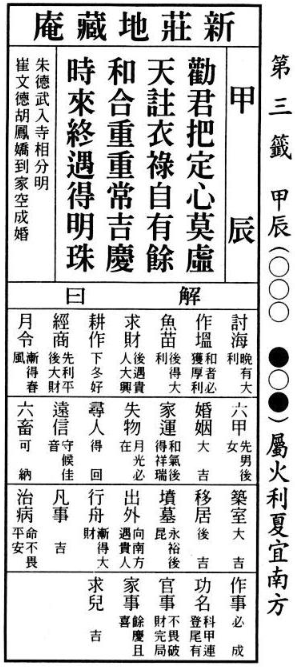 第三籤 甲辰(○○○ ●○●)屬火利夏宜南方
新莊地藏庵
甲辰
勸君把定心莫虛
天註衣祿自有餘
和合重重常吉慶
時來終遇得明珠
朱德武入寺相分明
崔文德胡鳳嬌到家空成婚
解曰
討海 晚有大利
作塭 和者必獲厚利
魚苗 後得大利
求財 後遇貴人大興
耕作 下冬好
經商 先利平後大財
月令 漸得春風
六甲 先男後女
婚姻 大吉
家運 和氣後得祥瑞
失物 月光必在
尋人 得回
遠信 守候佳音
六畜 可納
築室 大吉
移居 後吉
墳墓 永裕後昆
出外 向南方遇貴人
行舟 漸得大財
凡事 吉
治病 命不畏平安
作事 必成
功名 科甲連登尾有
官事 不畏破財完局
家事 餘慶且喜
求兒 吉